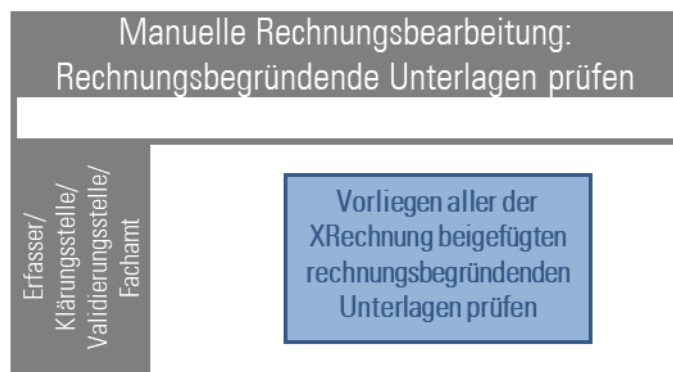 Manuelle Rechnungsbearbeitung:
Rechnungsbegründende Unterlagen prüfen
Erfasser/
Klärungsstelle/
Validierungsstelle/
Fachamt
Vorliegen aller der
XRechnung beigefügten
rechnungsbegründenden
Unterlagen prüfen